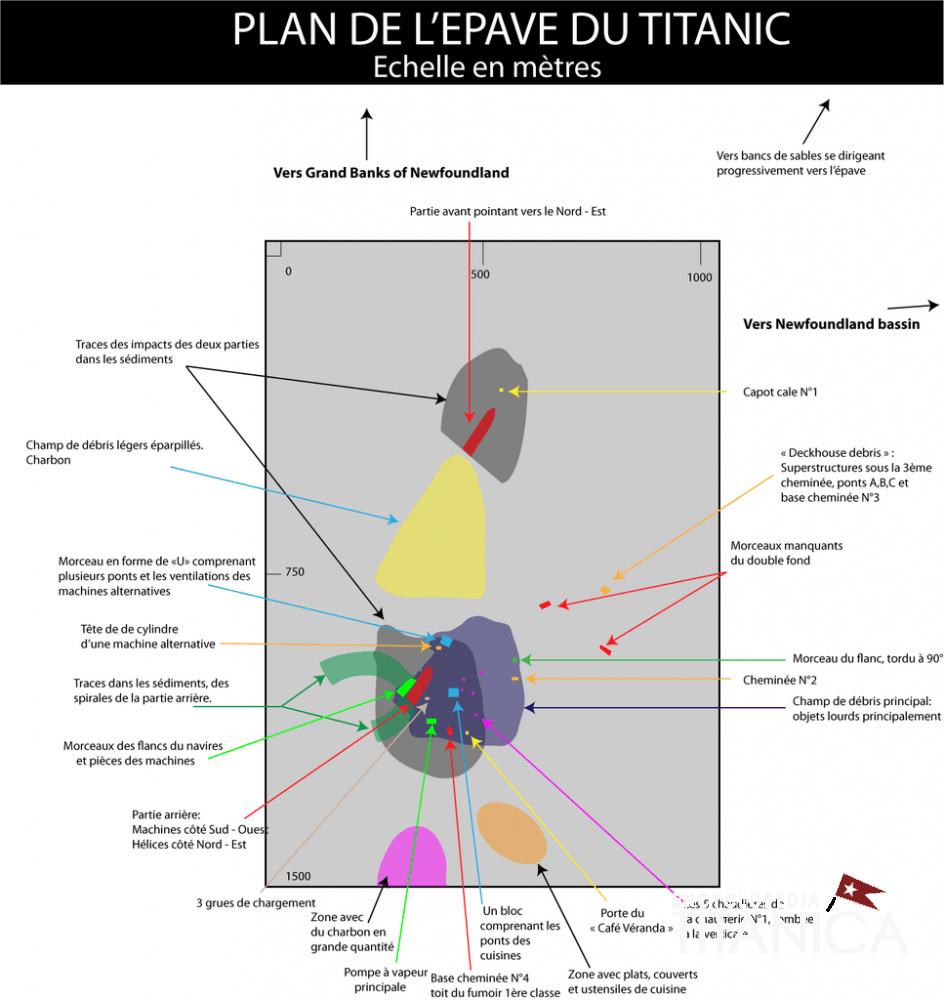 PLAN DE L'EPAVE DU TITANIC
Echelle en mètres
Vers Grand Banks of Newfoundland
Vers bancs de sables se dirigeant
progressivement vers l'épave
Partie avant pointant vers le Nord - Est
0
500
1000
Vers Newfoundland bassin
Traces des impacts des deux parties
dans les sédiments
Capot cale N°1
Champ de débris légers éparpillés.
Charbon
« Deckhouse debris » :
Superstructures sous la 3ème
cheminée, ponts A,B,C et
base cheminée N°3
Morceaux manquants
du double fond
Morceau en forme de «U» comprenant
plusieurs ponts et les ventilations des
machines alternatives
750
Tête de de cylindre
d'une machine alternative
Morceau du flanc, tordu à 90°
Traces dans les sédiments, des
spirales de la partie arrière.
Cheminée N°2
Champ de débris principal:
objets lourds principalement
Morceaux des flancs du navires
et pièces des machines
Partie arrière:
Machines côté Sud - Ouest
Hélices côté Nord - Est
1500
3 grues de chargement
Zone avec
du charbon en
grande quantité
Un bloc
comprenant les
ponts des
cuisines
Porte du
« Café Véranda »
Les 5 chaudières de
la chaufferie N°1, tombée
à la verticale
TITANICA
Pompe à vapeur
principale
Base cheminée N°4
toit du fumoir 1ère classe
Zone avec plats, couverts
et ustensiles de cuisine